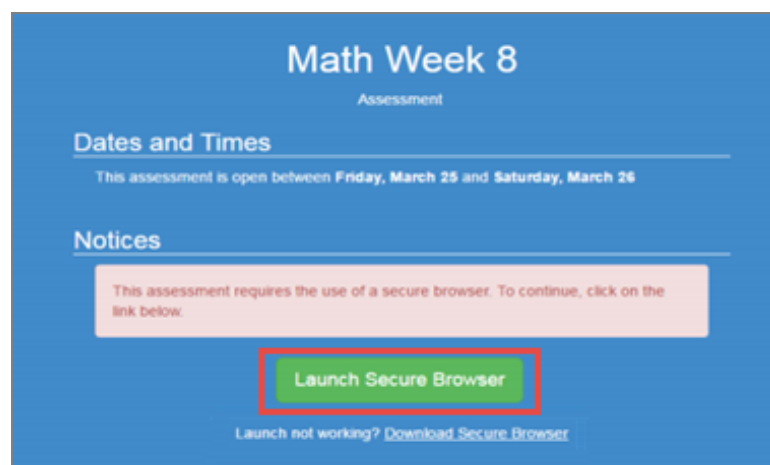 Math Week 8
Assessment
Dates and Times
This assessment is open between Friday, March 25 and Saturday, March 26
Notices
This assessment requires the use of a secure browser. To continue, click on the
link below.
Launch Secure Browser
Launch not working? Download Secure Browser